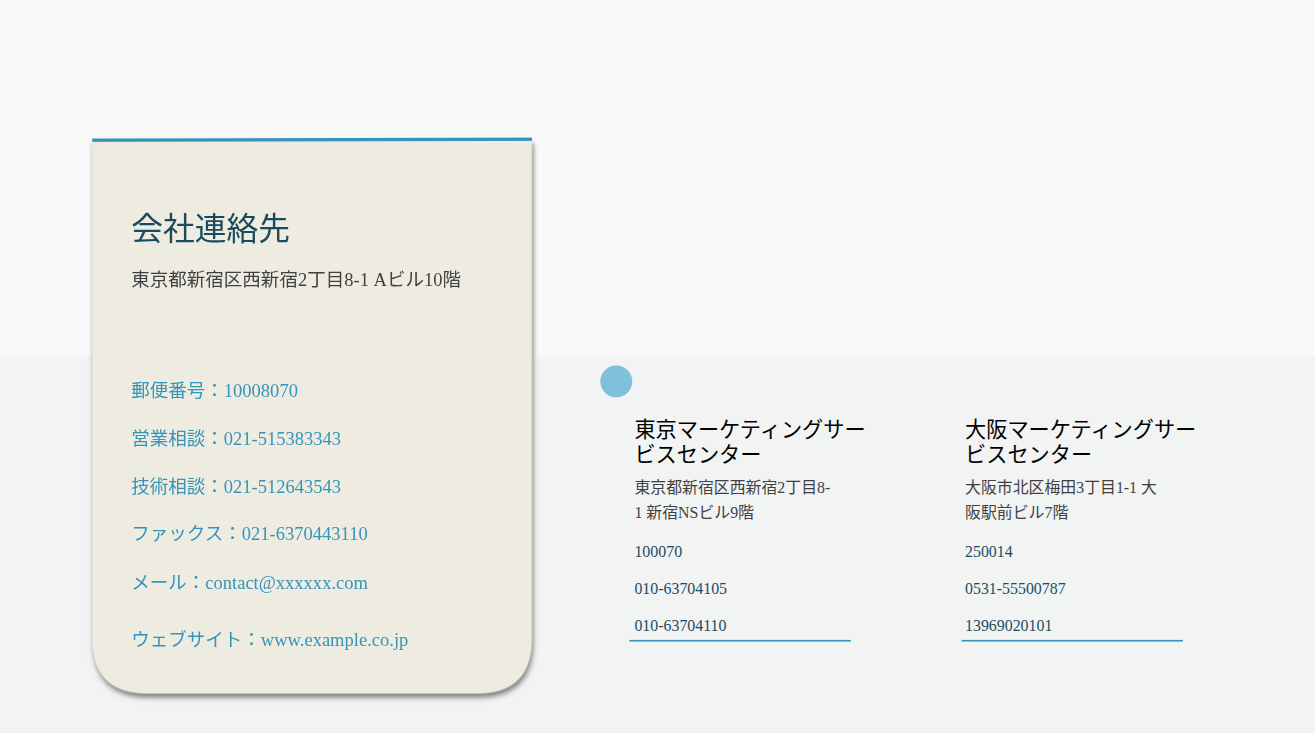 会社連絡先
東京都新宿区西新宿2丁目8-1 Aビル10階
郵便番号：10008070
営業相談：021-515383343
技術相談：021-512643543
ファックス：021-6370443110
メール：contact@xxxxxx.com
ウェブサイト：www.example.co.jp
東京マーケティングサー
ビスセンター
東京都新宿区西新宿2丁目8-
1 新宿NSビル9階
100070
010-63704105
010-63704110
大阪マーケティングサー
ビスセンター
大阪市北区梅田3丁目1-1 大
阪駅前ビル7階
250014
0531-55500787
13969020101